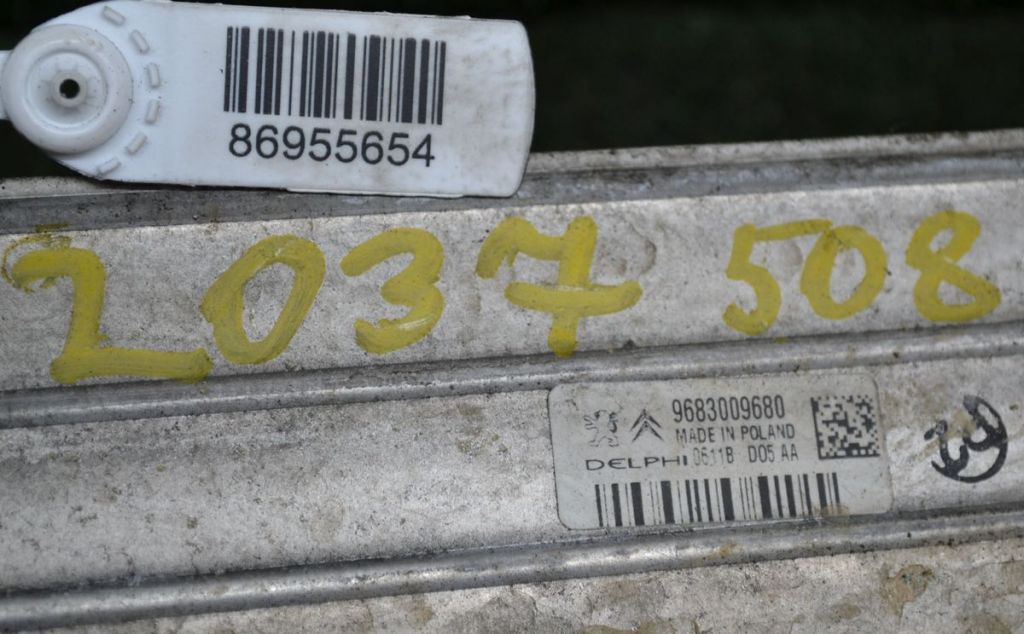 86955654
2037 508
9683009680
MADE IN POLAND
DELPHI 0611B D05 AA